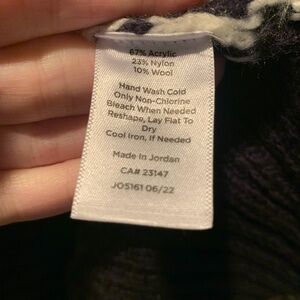 67% Acrylic
23% Nylon
10% Wool
Hand Wash Cold
Only Non-Chlorine
Bleach When Needed
Reshape, Lay Flat To
Dry
Cool Iron, If Needed
Made In Jordan
CA# 23147
JO5161 06/22